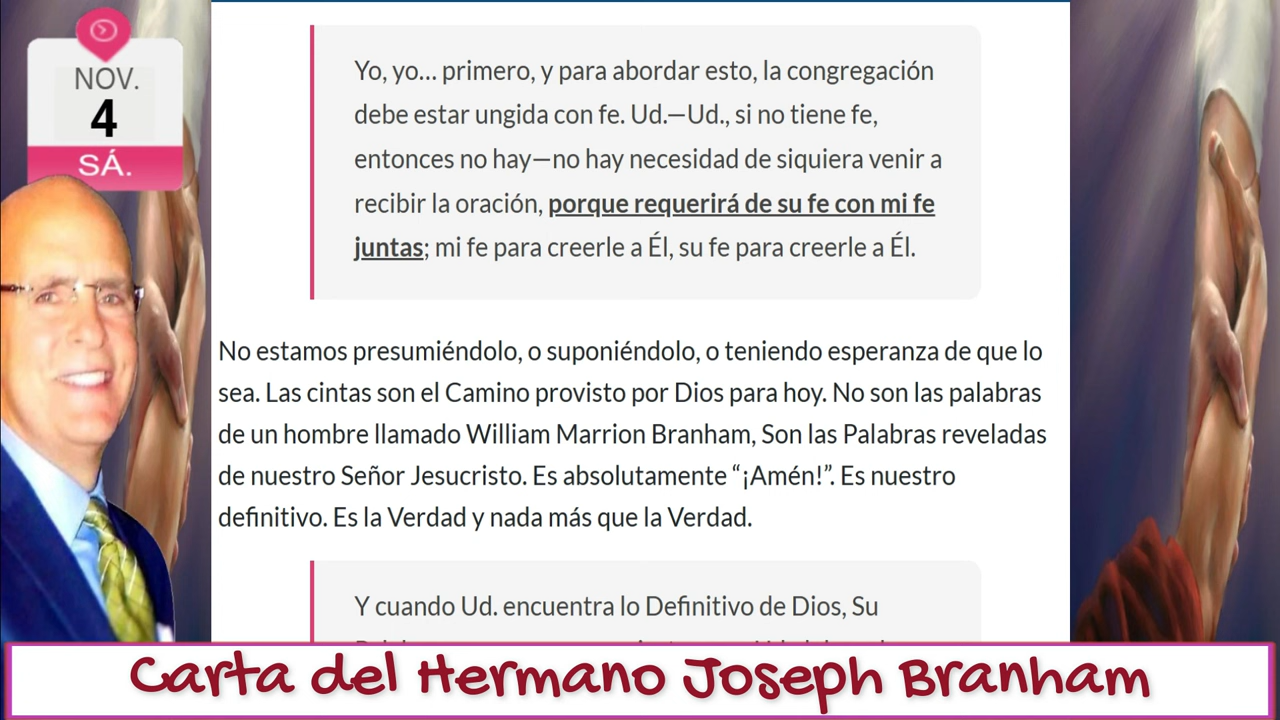 NOV.
4
SÁ.
Yo, yo... primero, y para abordar esto, la congregación
debe estar ungida con fe. Ud.—Ud., si no tiene fe,
entonces no hay—no hay necesidad de siquiera venir a
recibir la oración, porque requerirá de su fe con mi fe
juntas; mi fe para creerle a Él, su fe para creerle a Él.
No estamos presumiéndolo, o suponiéndolo, o teniendo esperanza de que lo
sea. Las cintas son el Camino provisto por Dios para hoy. No son las palabras
de un hombre llamado William Marrion Branham, Son las Palabras reveladas
de nuestro Señor Jesucristo. Es absolutamente “¡Amén!”. Es nuestro
definitivo. Es la Verdad y nada más que la Verdad.
Y cuando Ud. encuentra lo Definitivo de Dios, Su
Carta del Hermano Joseph Branham